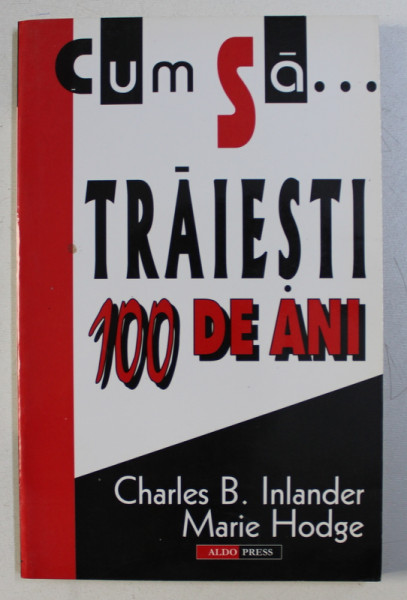 Cum Să...
TRĂIEȘTI
100 DE ANI
Charles B. Inlander
Marie Hodge
ALDO PRESS